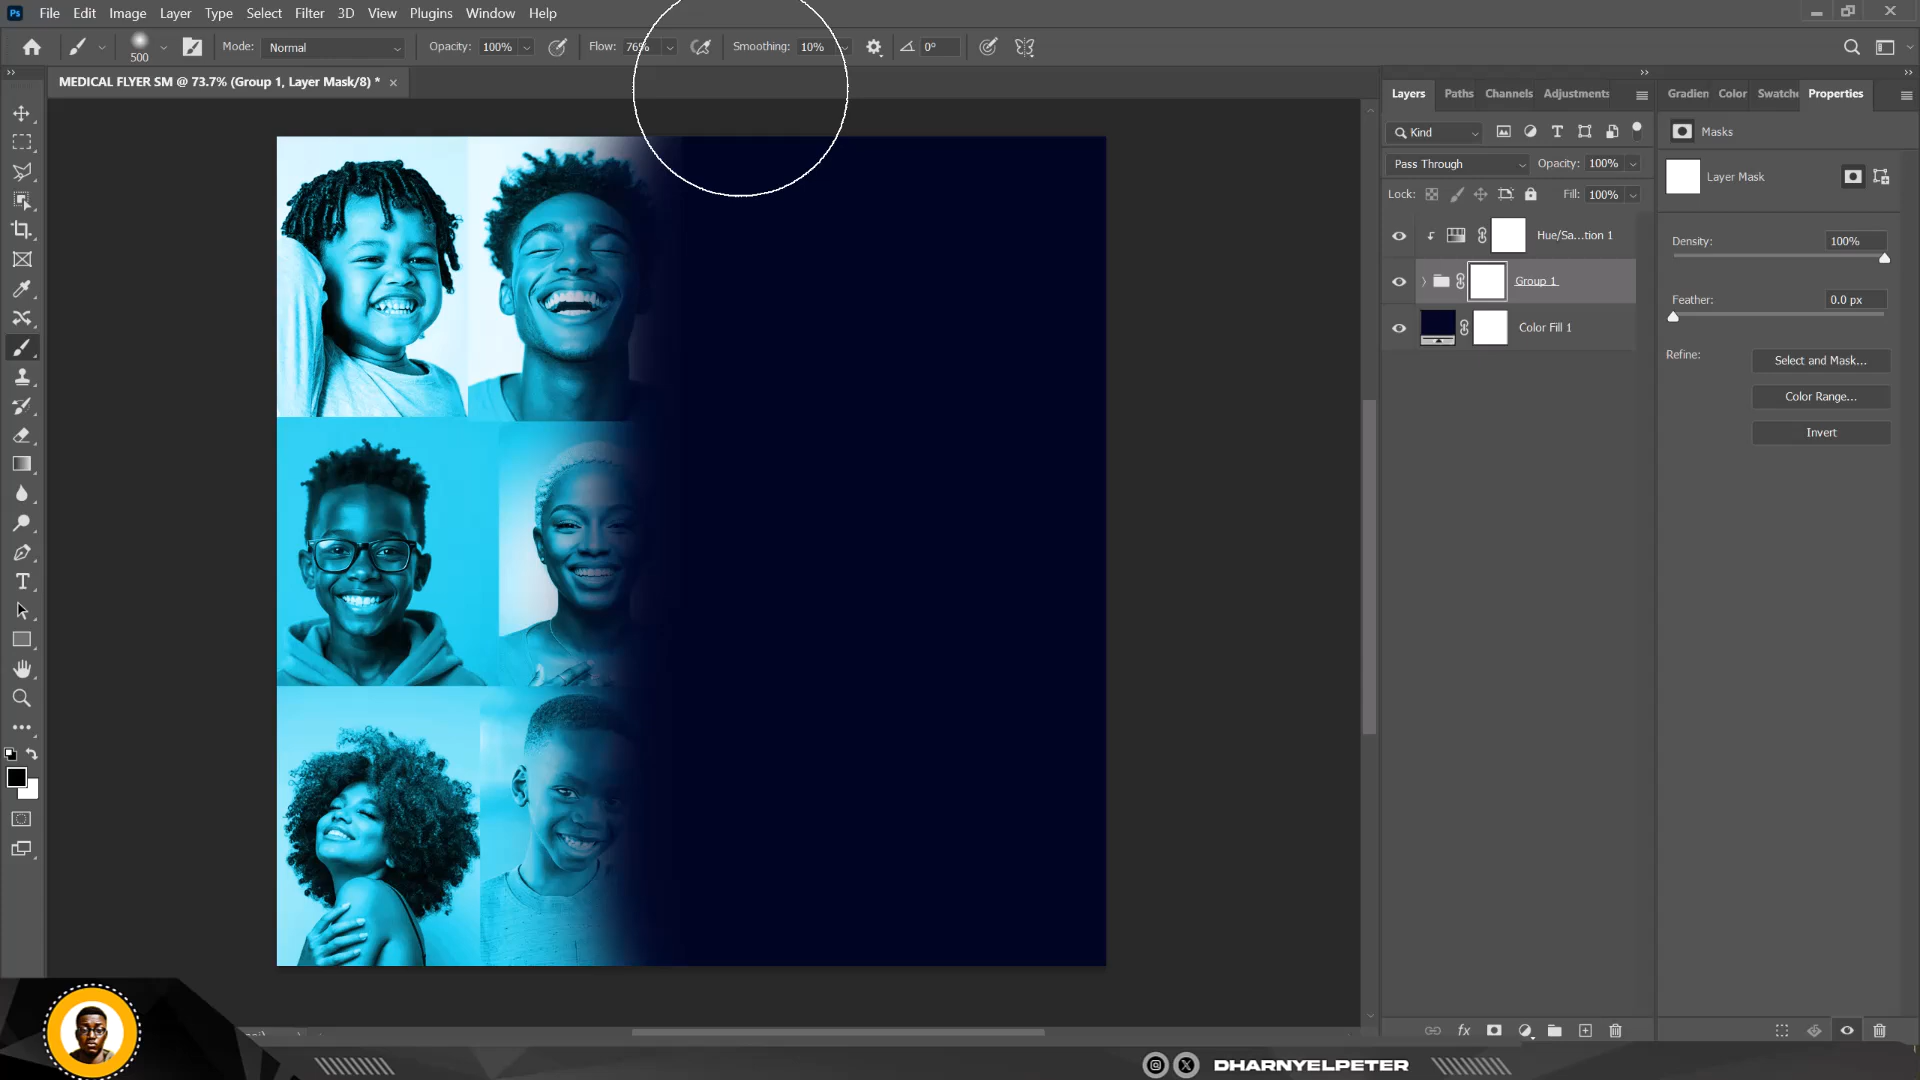 Ps File Edit Image Layer Type Select Filter 3D View Plugins Window Help
500 Mode: Normal Opacity: 100% Flow: 76% Smoothing: 10% 0°
MEDICAL FLYER SM @ 73.7% (Group 1, Layer Mask/8) * ×
Layers Paths Channels Adjustments
Gradien Color Swatche Properties
Kind
Masks
Pass Through Opacity: 100%
Layer Mask
Lock: Fill: 100%
Hue/Sa...tion 1
Density: 100%
Group 1
Feather: 0.0 px
Color Fill 1
Refine: Select and Mask...
Color Range...
Invert
fx
DHARNYELPETER